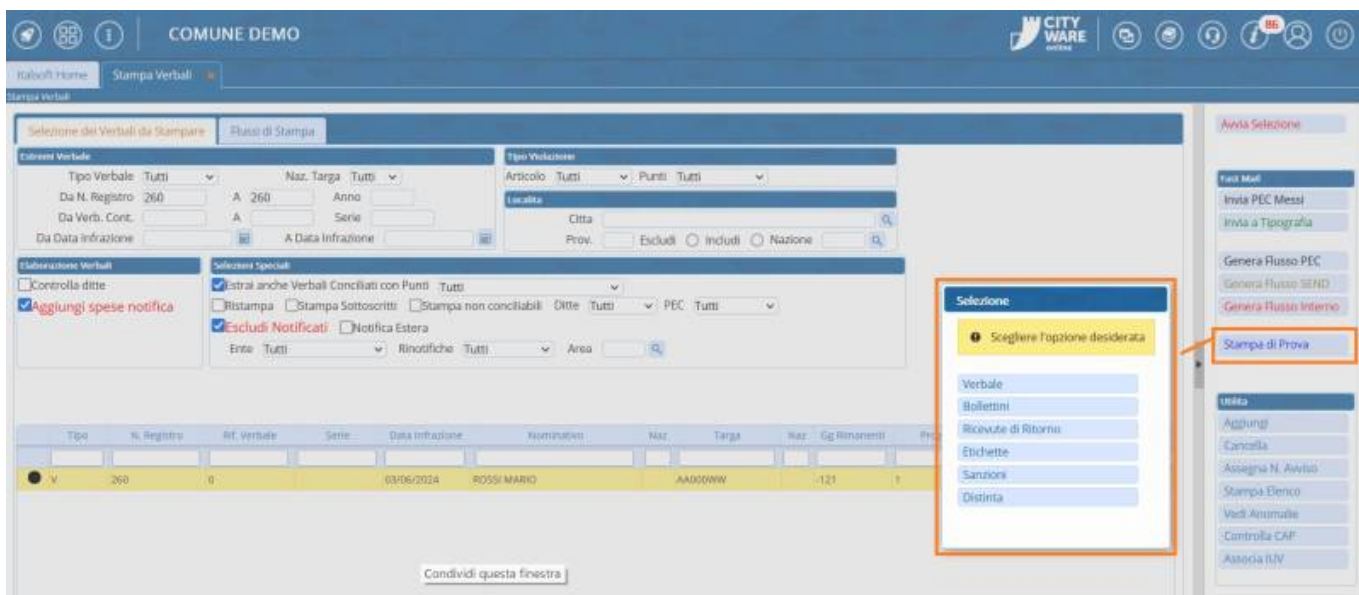 COMUNE DEMO
CITY WARE online
86
Italsoft Home
Stampa Verbali
Stampa Verbali
Selezione dei Verbali da Stampare
Flussi di Stampa
Avvia Selezione
Estremi Verbale
Tipo Violazione
Tipo Verbale Tutti Naz. Targa Tutti
Articolo Tutti Punti Tutti
Da N. Registro 260 A 260 Anno
Localita
Da Verb. Cont. A Serie
Citta
Da Data infrazione A Data Infrazione
Prov. Escludi Includi Nazione
Elaborazione Verbali
Selezioni Speciali
Controlla ditte
Estrai anche Verbali Conciliati con Punti Tutti
Aggiungi spese notifica
Ristampa Stampa Sottoscritti Stampa non conciliabili Ditte Tutti PEC Tutti
Escludi Notificati Notifica Estera
Ente Tutti Rinotifiche Tutti Area
Selezione
Scegliere l'opzione desiderata
Verbale
Bollettini
Ricevute di Ritorno
Etichette
Sanzioni
Distinta
Mail
Invia PEC Messi
Invia a Tipografia
Genera Flusso PEC
Genera Flusso SEND
Genera Flusso Interno
Stampa di Prova
Utilita
Aggiungi
Cancella
Assegna N. Avviso
Stampa Elenco
Vedi Anomalie
Controlla CAP
Associa IUV
Tipo N. Registro Rif. Verbale Serie Data Infrazione Nominativo Naz Targa Naz Gg Rimanenti
V 260 0 03/06/2024 ROSSI MARIO AA000WW -121 1
Condividi questa finestra